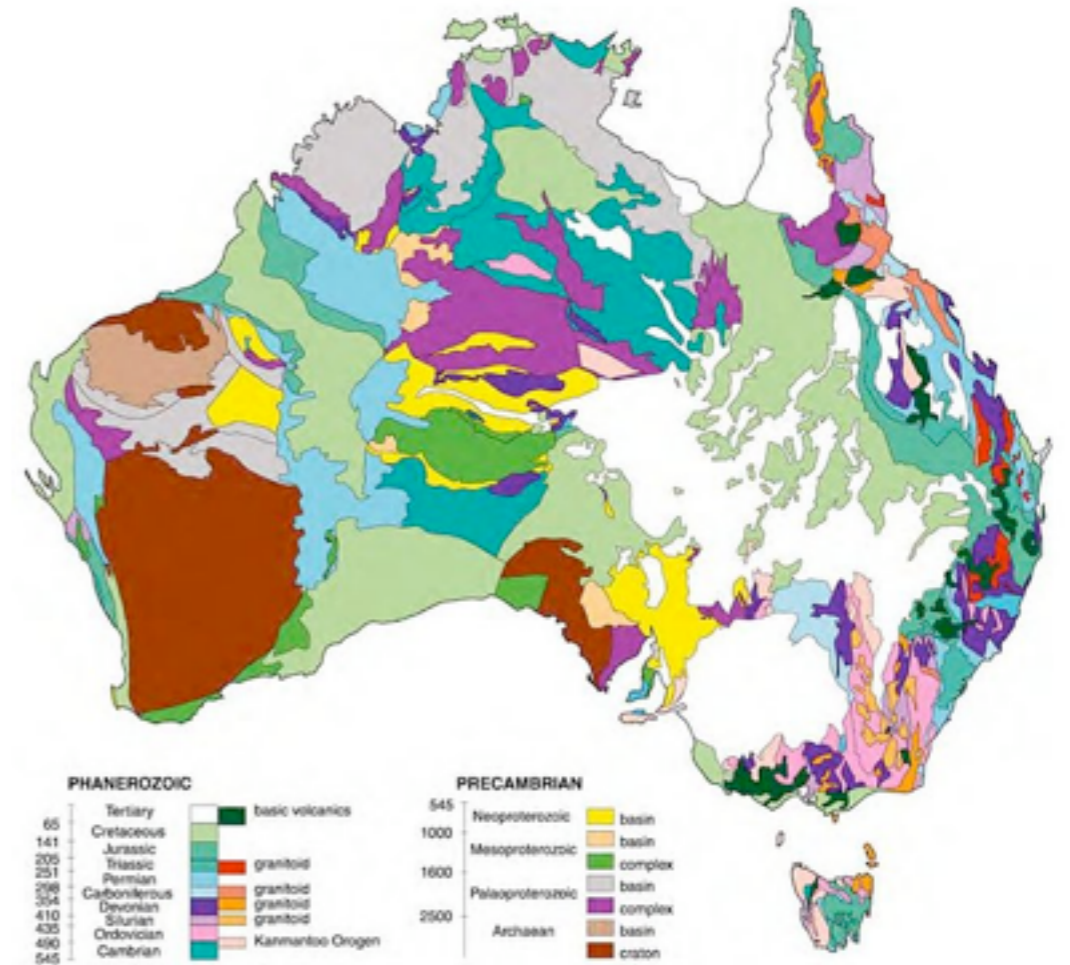 PHANEROZOIC
Tertiary basic volcanics
65
Cretaceous
141
Jurassic
205
Triassic granitoid
251
Permian
298
Carboniferous granitoid
354
Devonian granitoid
410
Silurian granitoid
435
Ordovician
490
Kanmantoo Orogen
Cambrian
545
PRECAMBRIAN
545
Neoproterozoic basin
1000
basin
Mesoproterozoic
complex
1600
basin
Palaoproterozoic
complex
2500
basin
Archaean
craton